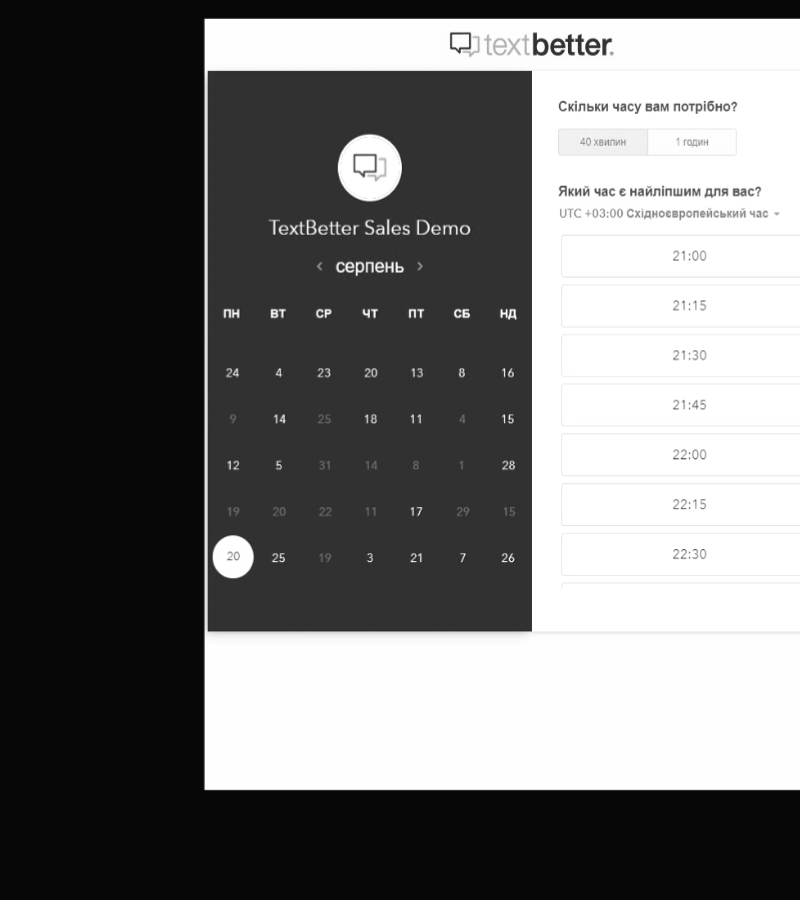 textbetter.
TextBetter Sales Demo
< серпень >
ПН ВТ СР ЧТ ПТ СБ НД
24 4 23 20 13 8 16
9 14 25 18 11 4 15
12 5 31 14 8 1 28
19 20 22 11 17 29 15
20 25 19 3 21 7 26
Скільки часу вам потрібно?
40 хвилин 1 годин
Який час є найліпшим для вас?
UTC +03:00 Східноєвропейський час
21:00
21:15
21:30
21:45
22:00
22:15
22:30